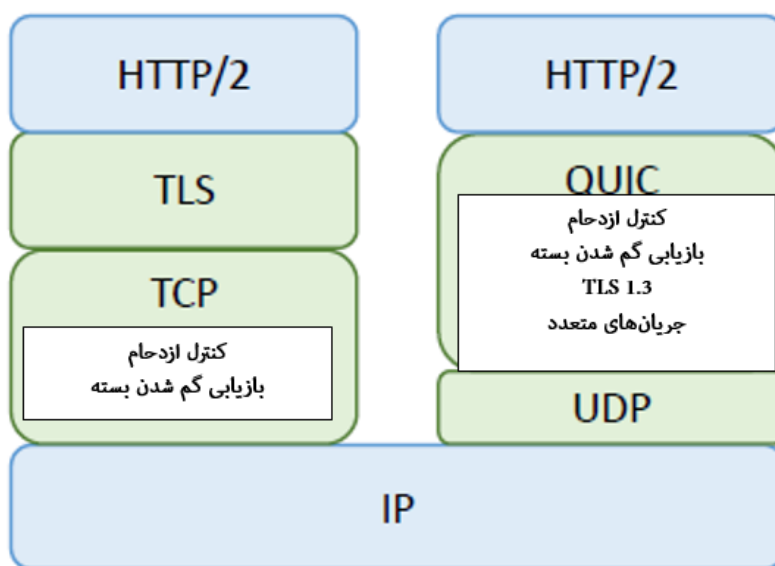 HTTP/2
TLS
TCP
کنترل ازدحام
بازیابی گم شدن بسته
HTTP/2
QUIC
کنترل ازدحام
بازیابی گم شدن بسته
TLS 1.3
جریان‌های متعدد
UDP
IP